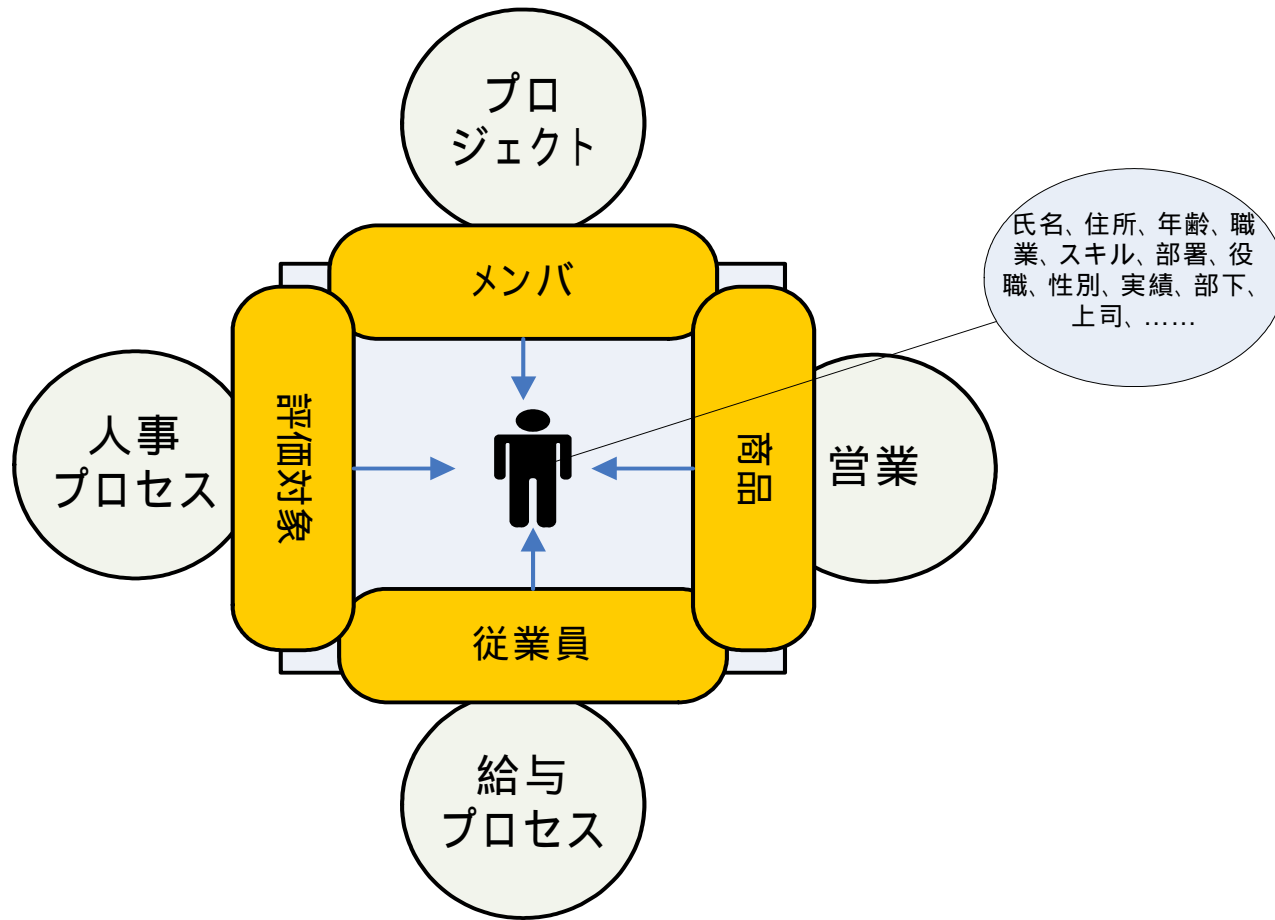 プロ
ジェクト
メンバ
氏名、住所、年齢、職
業、スキル、部署、役
職、性別、実績、部下、
上司、……
人事
プロセス
評価対象
商品
営業
従業員
給与
プロセス